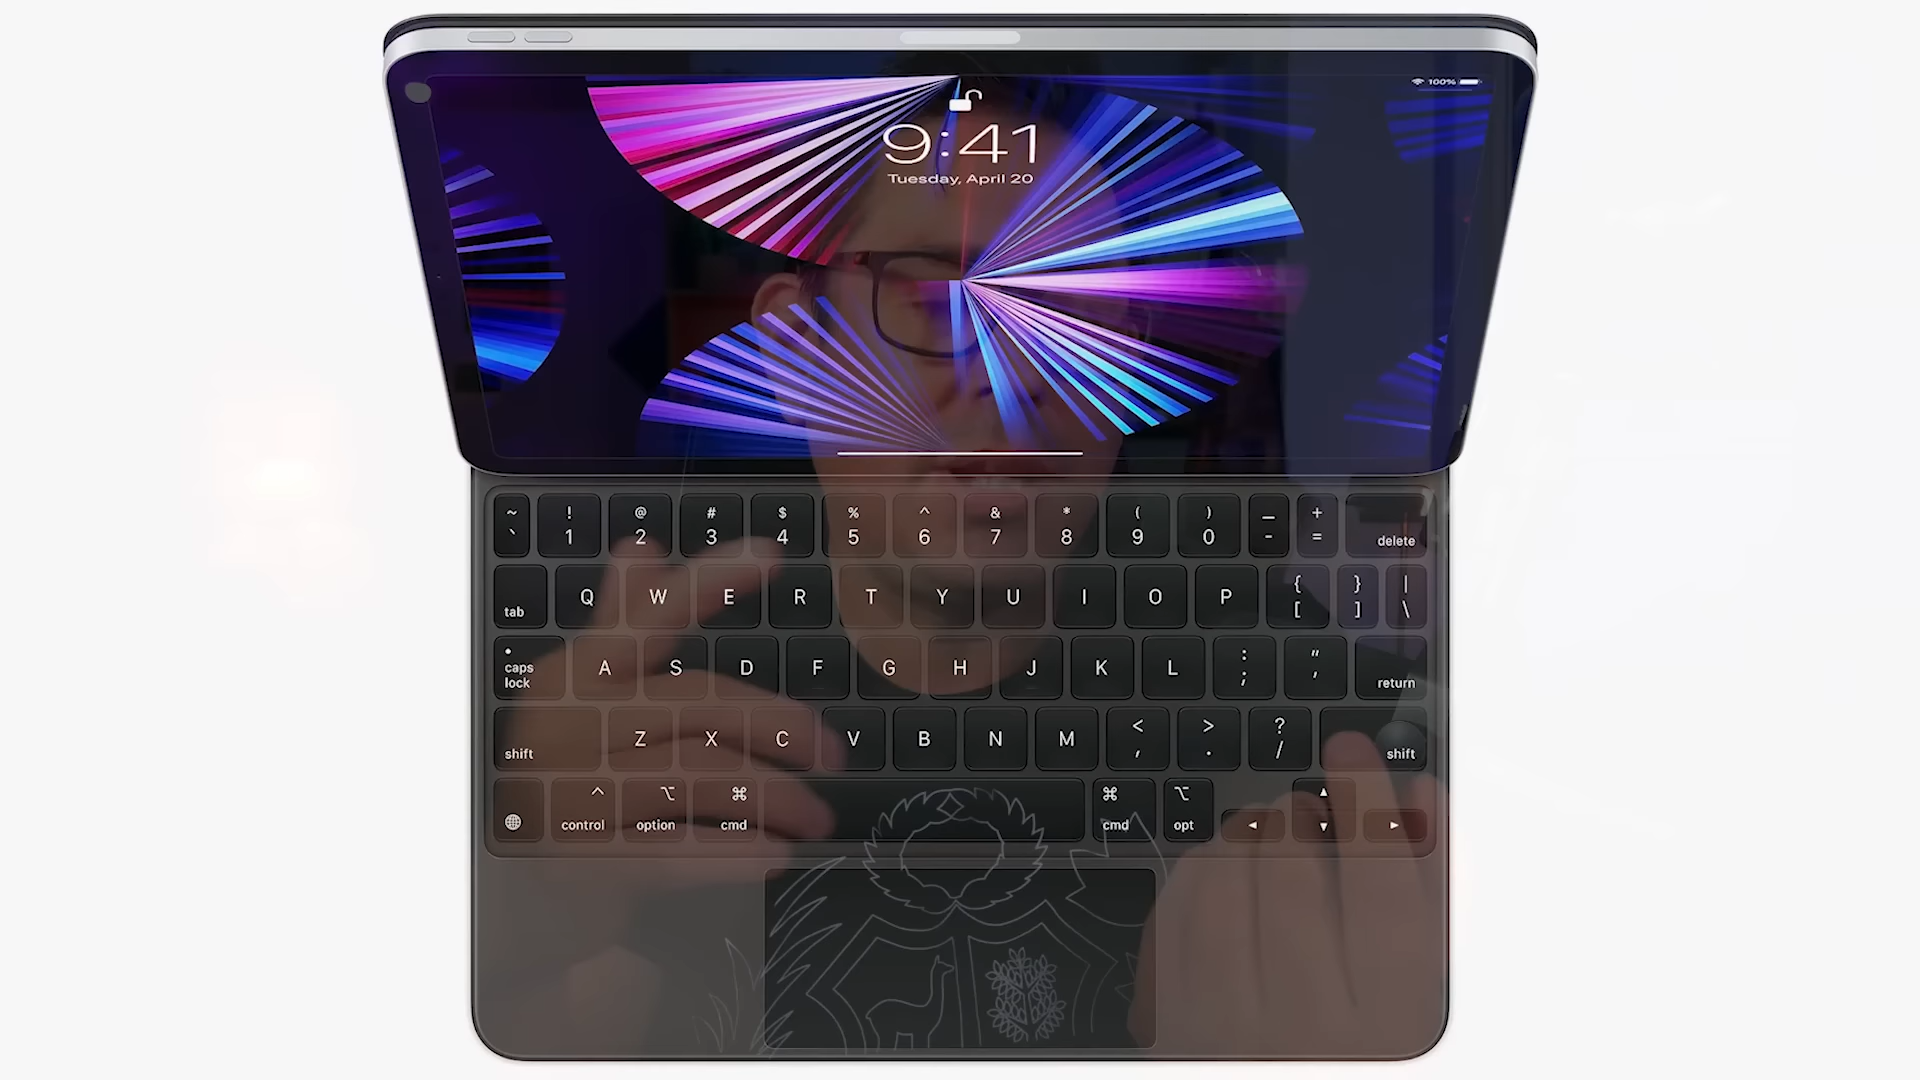 100%
9:41
Tuesday, April 20
~ ! @ # $ % ^ & * ( ) _ +
` 1 2 3 4 5 6 7 8 9 0 - = delete
{ } |
tab Q W E R T Y U I O P [ ] \
caps lock A S D F G H J K L : ; " ' return
< > ?
shift Z X C V B N M , . / shift
^ ⌥ ⌘ ⌘ ⌥ ▲
control option cmd cmd opt ◄ ▼ ►